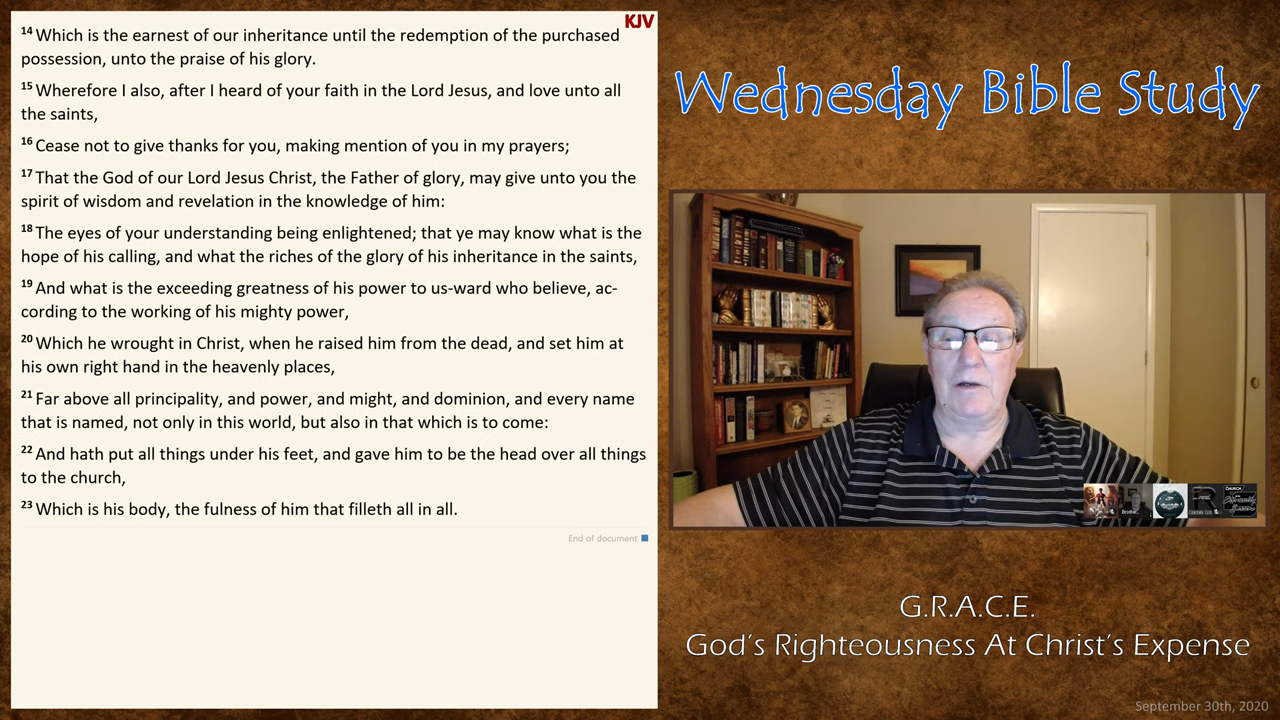 KJV
14 Which is the earnest of our inheritance until the redemption of the purchased
possession, unto the praise of his glory.
15 Wherefore I also, after I heard of your faith in the Lord Jesus, and love unto all
the saints,
16 Cease not to give thanks for you, making mention of you in my prayers;
17 That the God of our Lord Jesus Christ, the Father of glory, may give unto you the
spirit of wisdom and revelation in the knowledge of him:
18 The eyes of your understanding being enlightened; that ye may know what is the
hope of his calling, and what the riches of the glory of his inheritance in the saints,
19 And what is the exceeding greatness of his power to us-ward who believe, ac-
cording to the working of his mighty power,
20 Which he wrought in Christ, when he raised him from the dead, and set him at
his own right hand in the heavenly places,
21 Far above all principality, and power, and might, and dominion, and every name
that is named, not only in this world, but also in that which is to come:
22 And hath put all things under his feet, and gave him to be the head over all things
to the church,
23 Which is his body, the fulness of him that filleth all in all.
End of document
Wednesday Bible Study
G.R.A.C.E.
God's Righteousness At Christ's Expense
September 30th, 2020